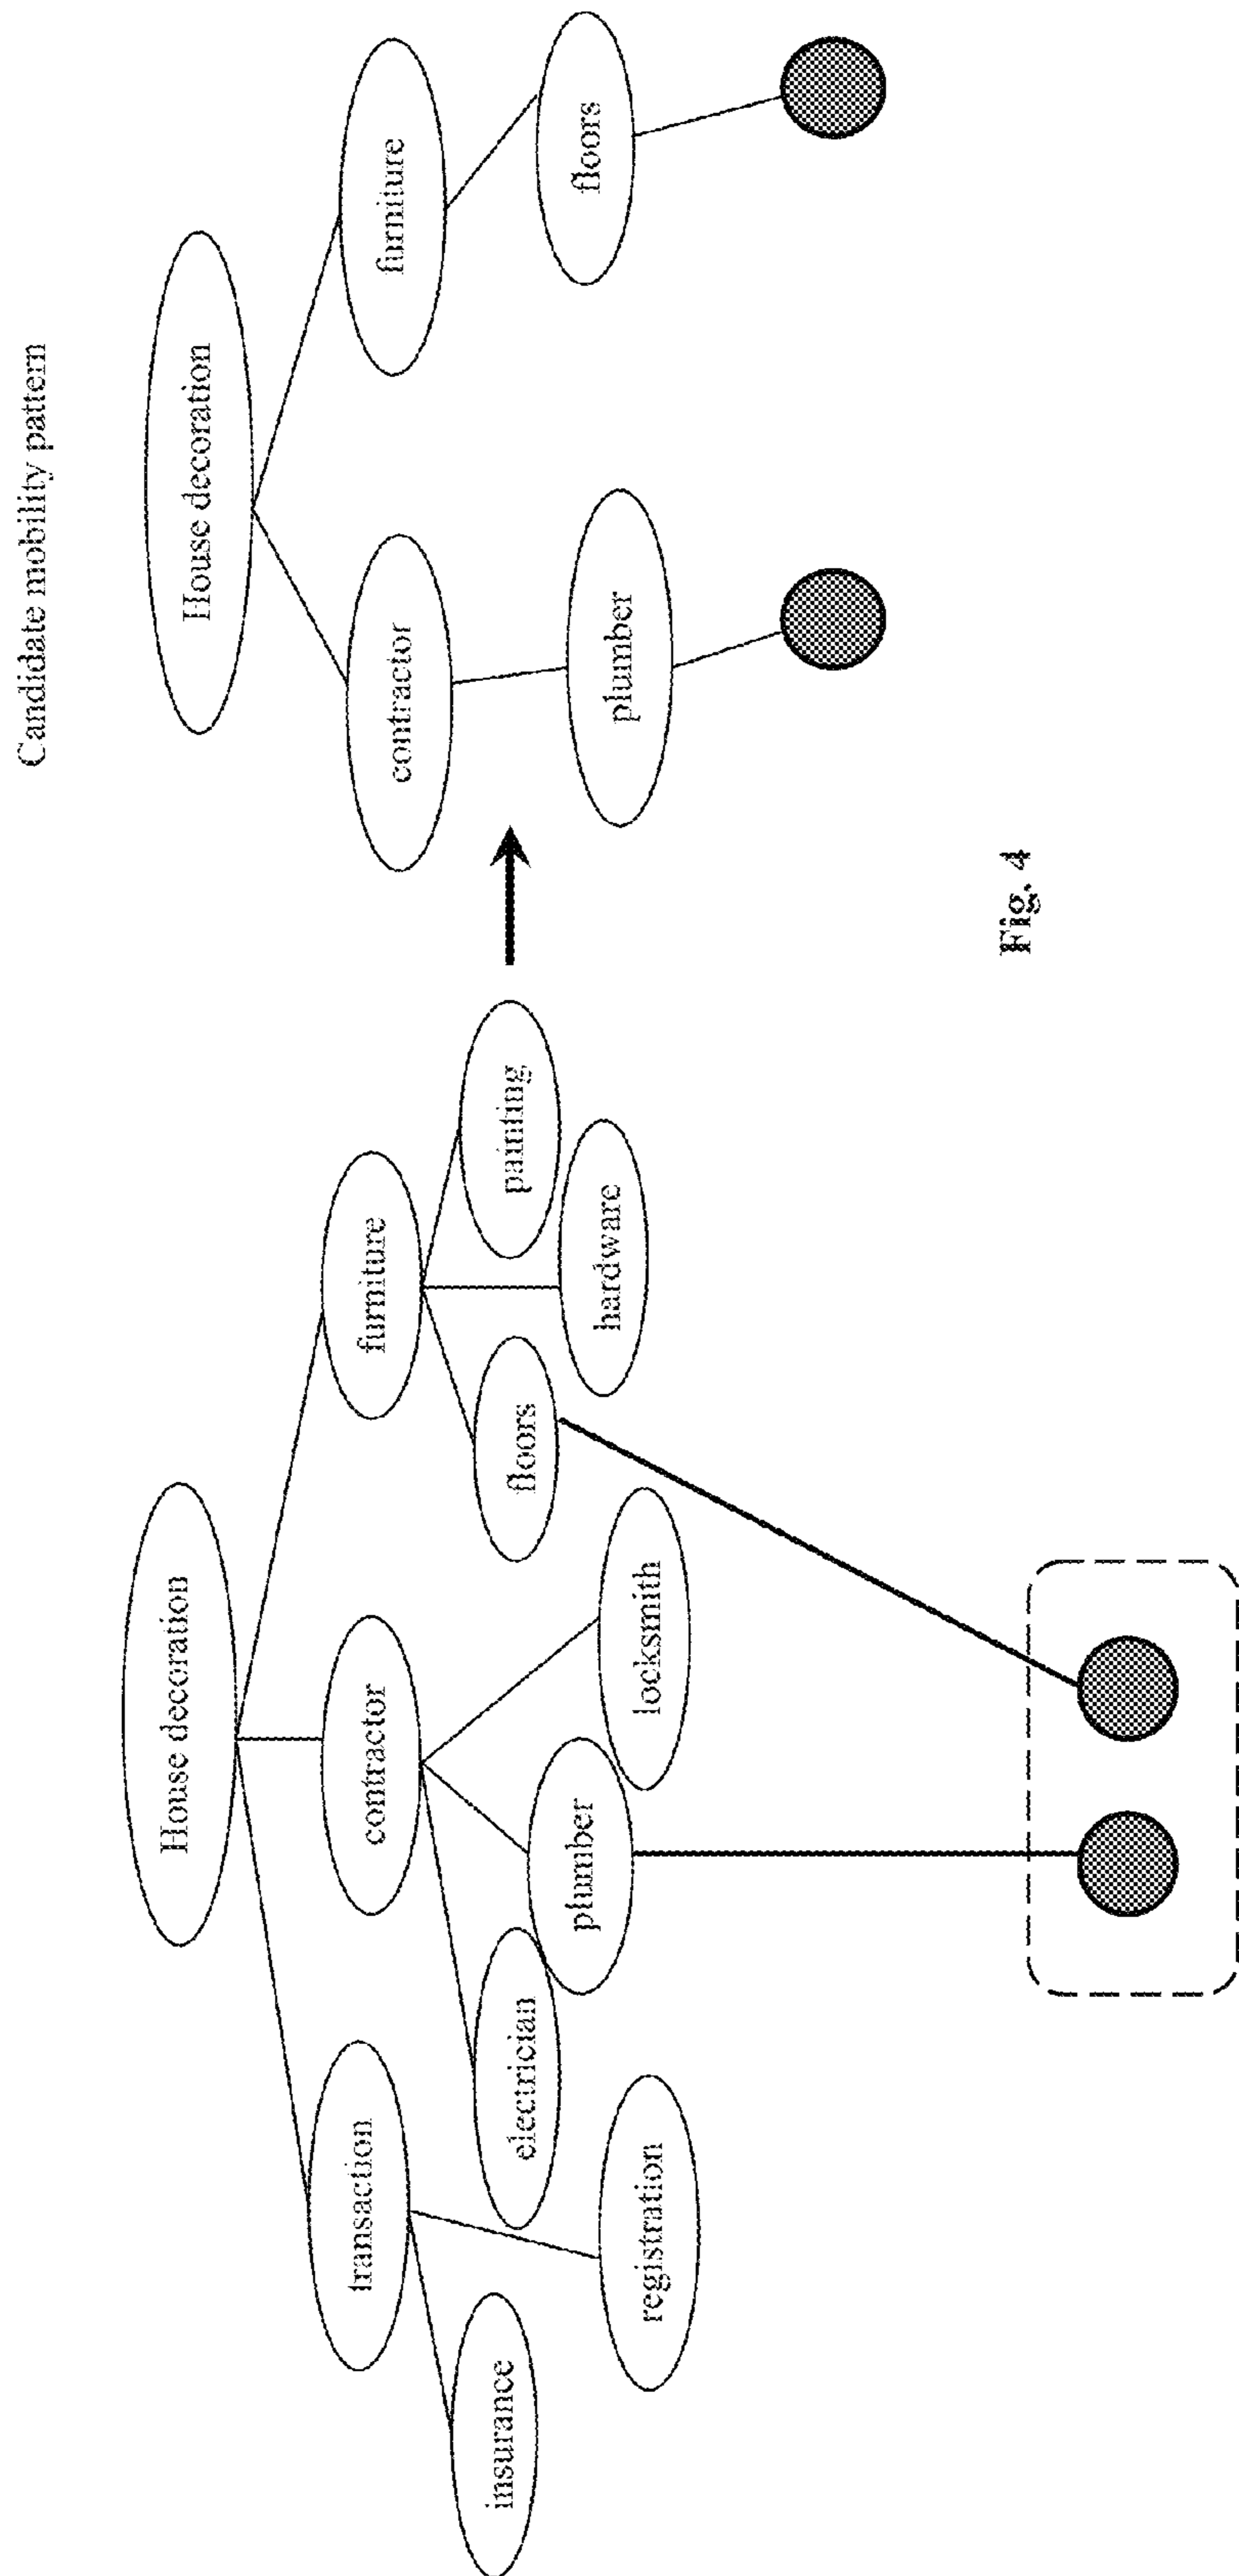 Candidate mobility pattern
House decoration
transaction
contractor
furniture
insurance
registration
electrician
plumber
locksmith
floors
hardware
painting
House decoration
contractor
furniture
plumber
floors
Fig. 4